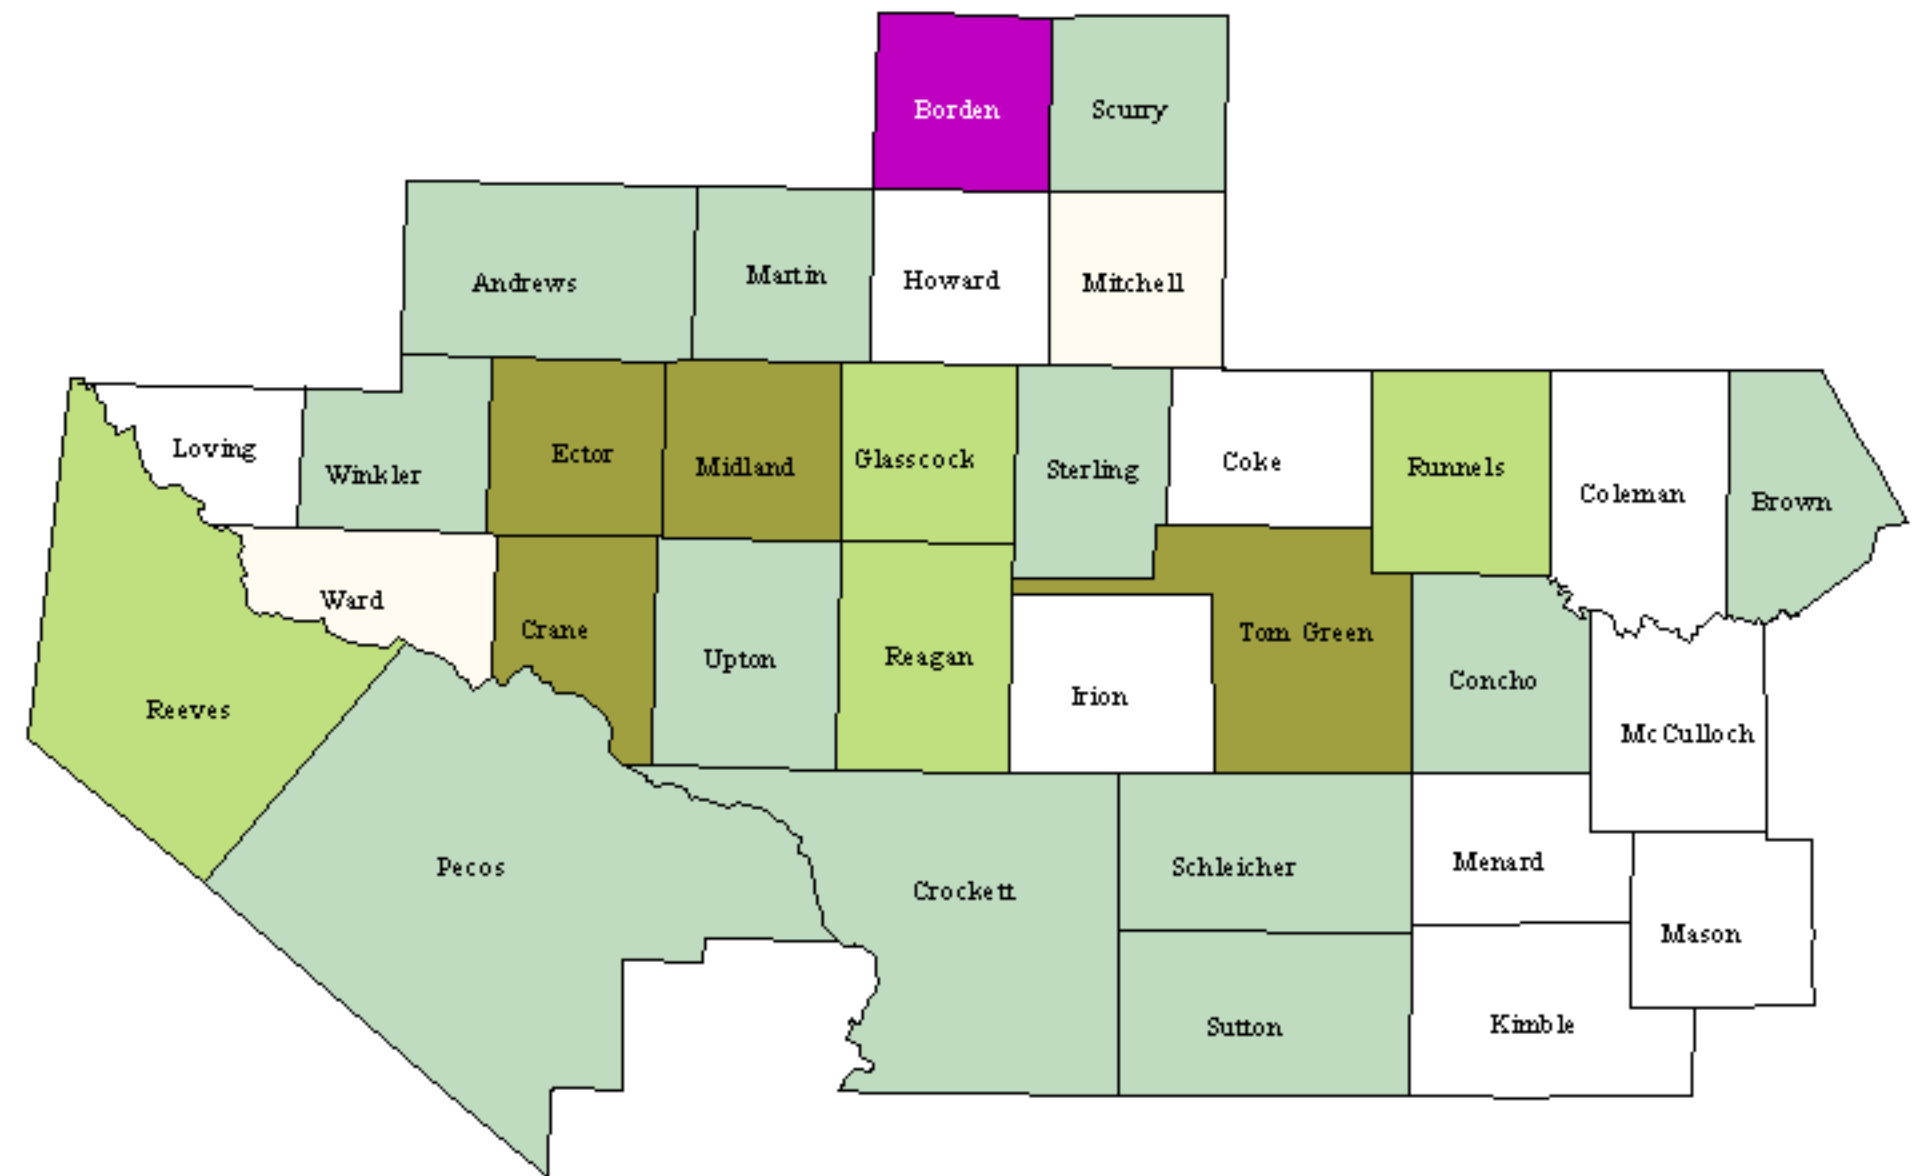 Borden
Scurry
Andrews
Martin
Howard
Mitchell
Loving
Winkler
Ector
Midland
Glasscock
Sterling
Coke
Runnels
Coleman
Brown
Ward
Crane
Upton
Reagan
Irion
Tom Green
Concho
McCulloch
Reeves
Pecos
Crockett
Schleicher
Menard
Mason
Sutton
Kimble